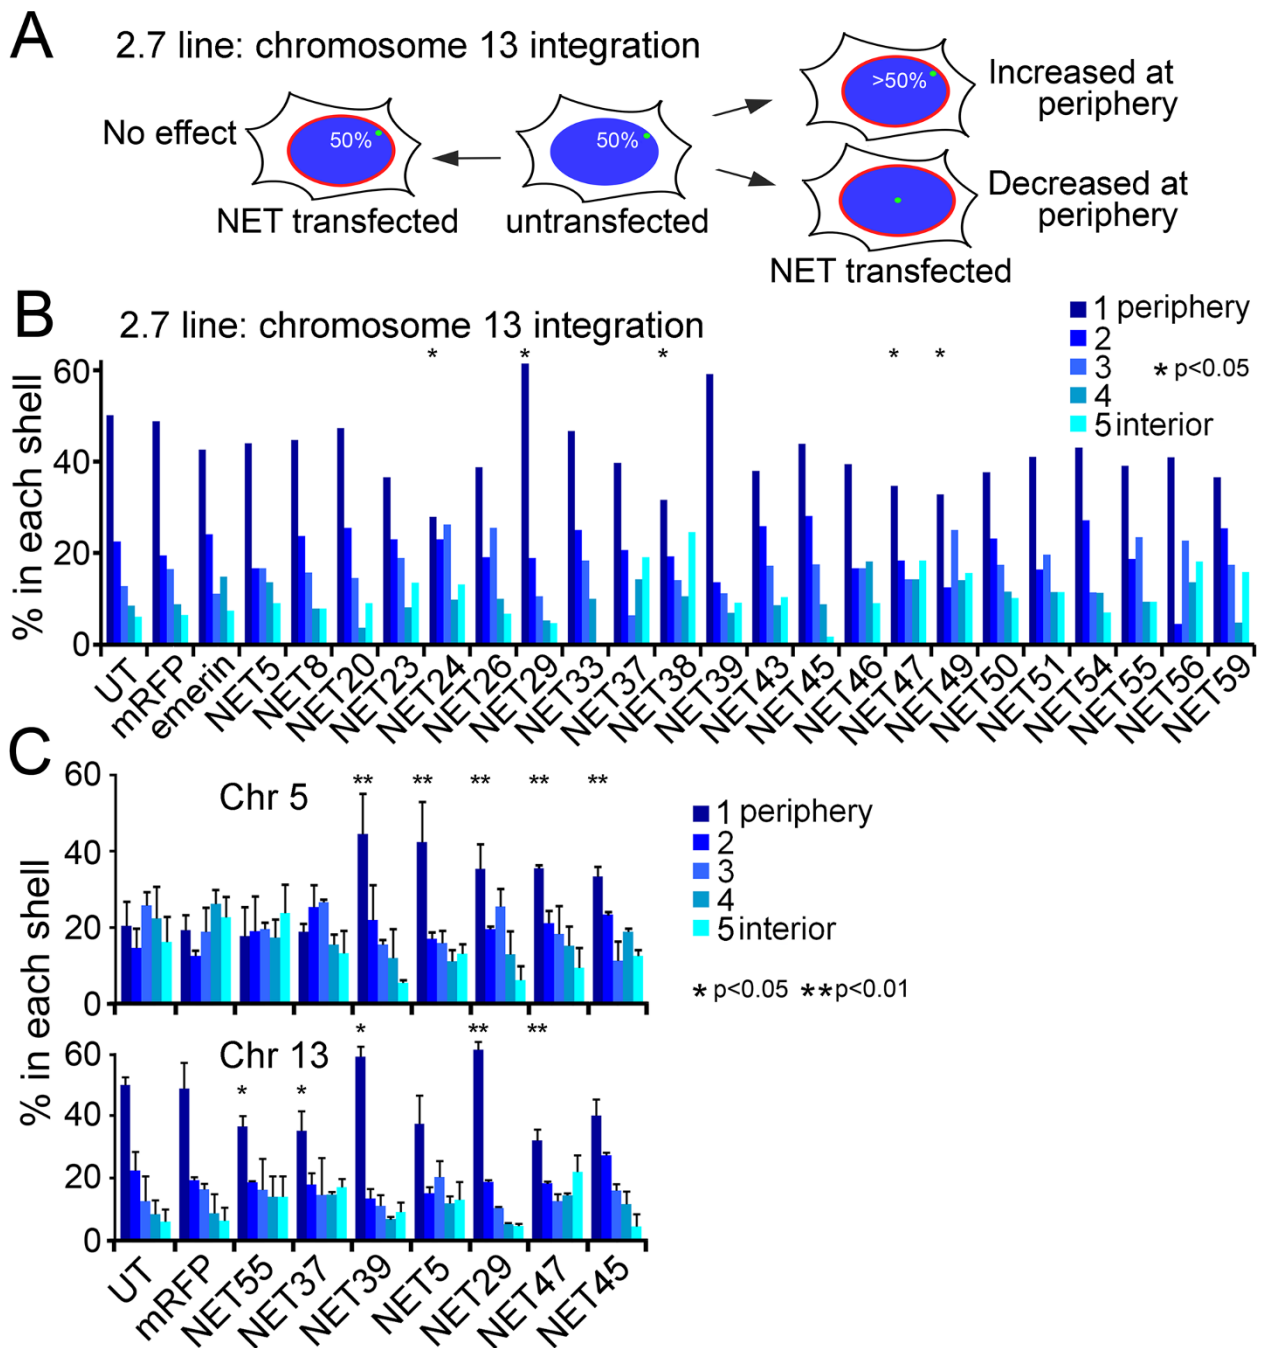 A
2.7 line: chromosome 13 integration
No effect
50%
NET transfected
50%
untransfected
>50%
Increased at
periphery
Decreased at
periphery
NET transfected
B
2.7 line: chromosome 13 integration
1 periphery
2
3
4
5 interior
* p<0.05
% in each shell
60
40
20
0
* * * * *
UT
mRFP
emerin
NET5
NET8
NET20
NET23
NET24
NET26
NET29
NET33
NET37
NET38
NET39
NET43
NET45
NET46
NET47
NET49
NET50
NET51
NET54
NET55
NET56
NET59
C
Chr 5
60
40
20
0
** ** ** ** **
1 periphery
2
3
4
5 interior
* p<0.05 **p<0.01
% in each shell
Chr 13
60
40
20
0
* * * ** **
UT
mRFP
NET55
NET37
NET39
NET5
NET29
NET47
NET45